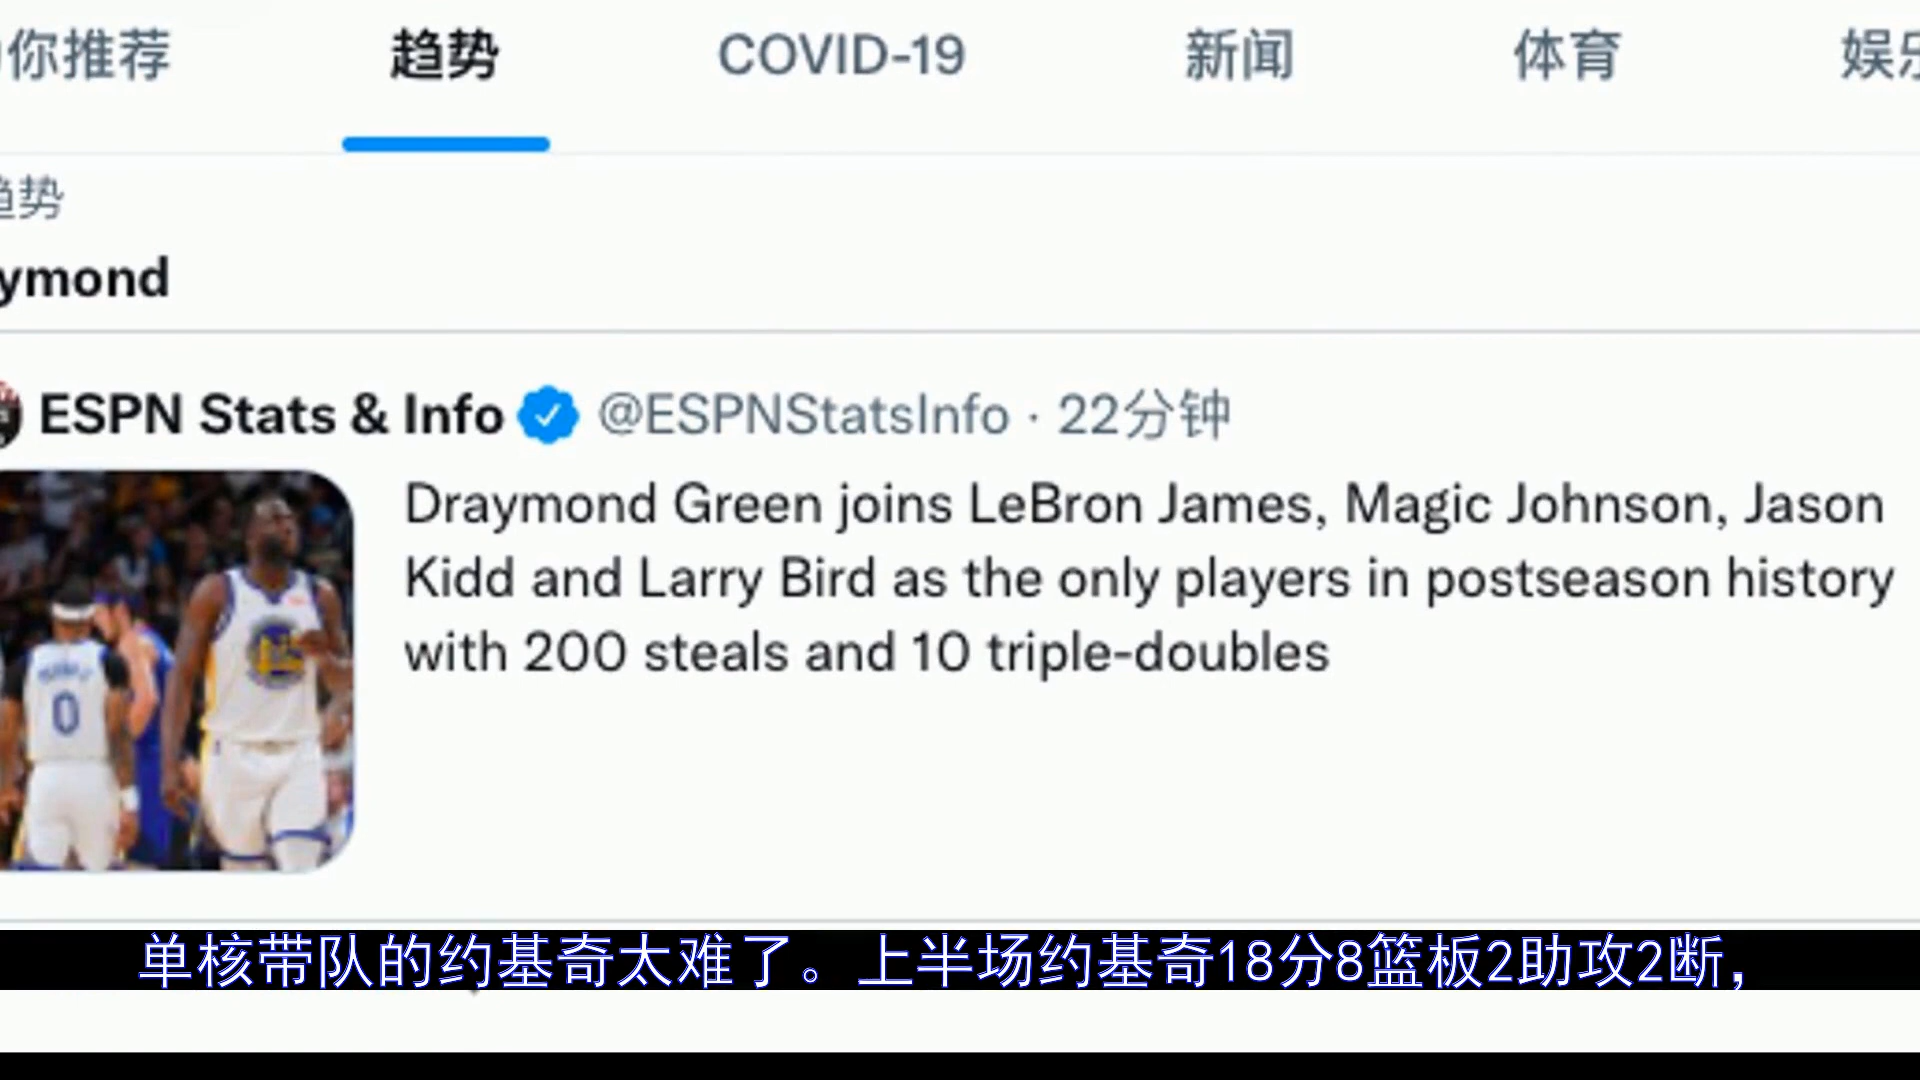 你推荐 趋势 COVID-19 新闻 体育 娱乐
趋势
ymond
ESPN Stats & Info @ESPNStatsInfo · 22分钟
Draymond Green joins LeBron James, Magic Johnson, Jason
Kidd and Larry Bird as the only players in postseason history
with 200 steals and 10 triple-doubles
0
单核带队的约基奇太难了。上半场约基奇18分8篮板2助攻2断，